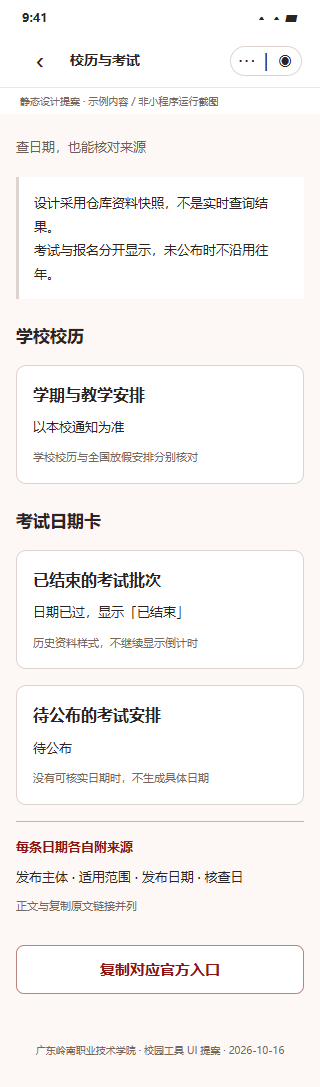 9:41
校历与考试
静态设计提案 · 示例内容 / 非小程序运行截图
查日期，也能核对来源
设计采用仓库资料快照，不是实时查询结
果。
考试与报名分开显示，未公布时不沿用往
年。
学校校历
学期与教学安排
以本校通知为准
学校校历与全国放假安排分别核对
考试日期卡
已结束的考试批次
日期已过，显示「已结束」
历史资料样式，不继续显示倒计时
待公布的考试安排
待公布
没有可核实日期时，不生成具体日期
每条日期各自附来源
发布主体 · 适用范围 · 发布日期 · 核查日
正文与复制原文链接并列
复制对应官方入口
广东岭南职业技术学院 · 校园工具 UI 提案 · 2026-10-16